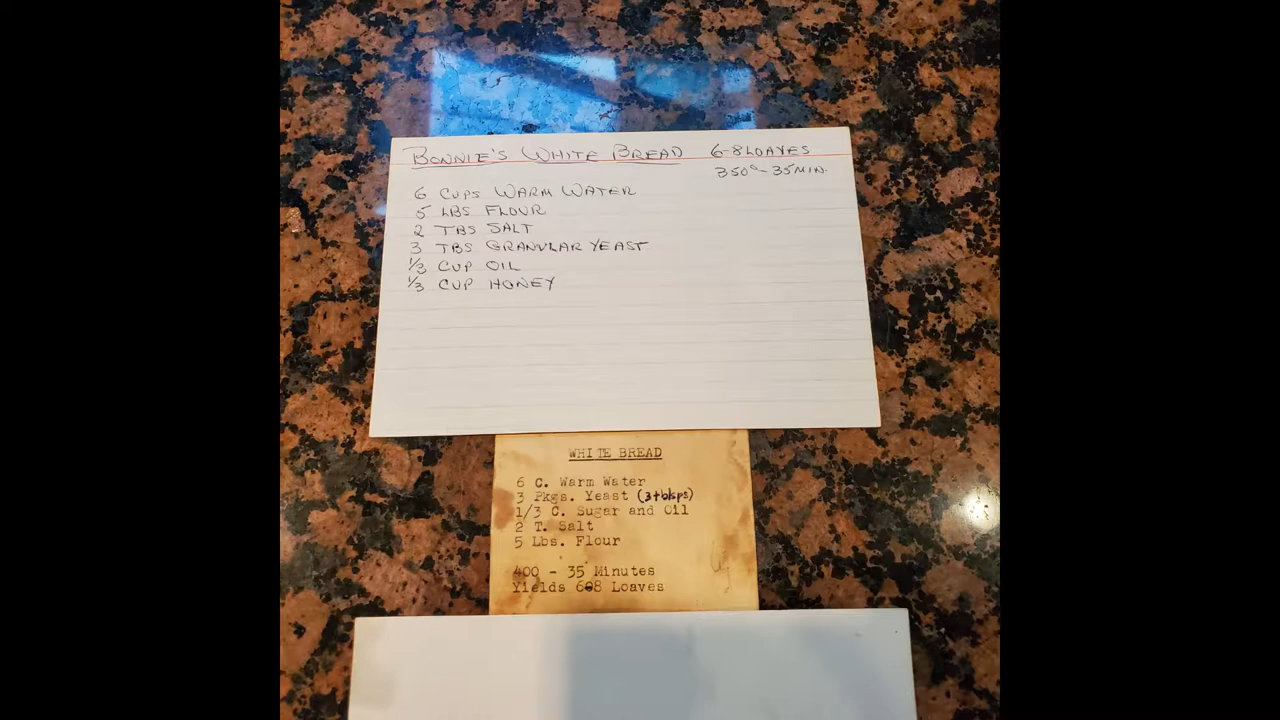 BONNIE'S WHITE BREAD 6-8 LOAVES
350° - 35 MIN.
6 CUPS WARM WATER
5 LBS FLOUR
2 TBS SALT
3 TBS GRANULAR YEAST
1/3 CUP OIL
1/3 CUP HONEY
WHITE BREAD
6 C. Warm Water
3 Pkgs. Yeast (3 tblsps)
1/3 C. Sugar and Oil
2 T. Salt
5 Lbs. Flour
400 - 35 Minutes
Yields 6-8 Loaves